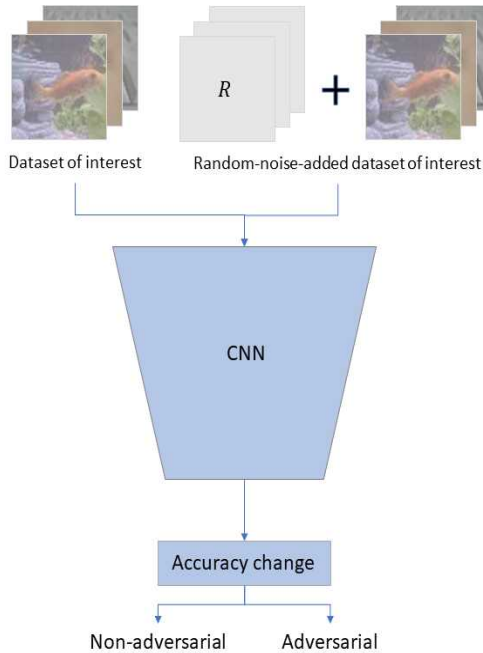 R
+
Dataset of interest
Random-noise-added dataset of interest
CNN
Accuracy change
Non-adversarial
Adversarial